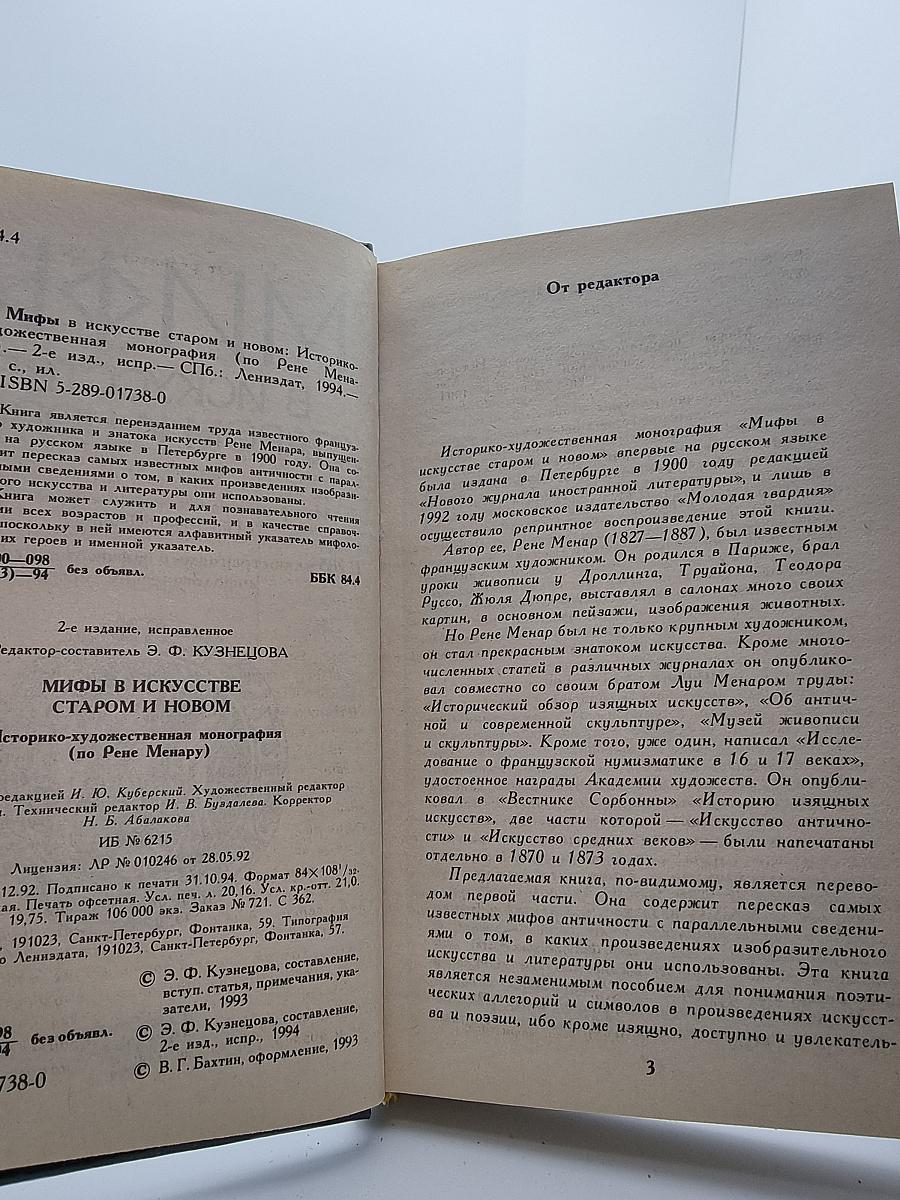 4.4
Мифы в искусстве старом и новом: Историко-
дожественная монография (по Рене Мена-
.— 2-е изд., испр.— СПб.: Лениздат, 1994.—
с., ил.
ISBN 5-289-01738-0
Книга является переизданием труда известного француз-
о художника и знатока искусств Рене Менара, выпущен-
на русском языке в Петербурге в 1900 году. Она со-
ит пересказ самых известных мифов античности с парал-
ными сведениями о том, в каких произведениях изобрази-
ого искусства и литературы они использованы.
Книга может служить и для познавательного чтения
ми всех возрастов и профессий, и в качестве справоч-
поскольку в ней имеются алфавитный указатель мифоло-
их героев и именной указатель.
00—098
3)—94 без объявл.
ББК 84.4
2-е издание, исправленное
Редактор-составитель Э. Ф. КУЗНЕЦОВА
МИФЫ В ИСКУССТВЕ
СТАРОМ И НОВОМ
Историко-художественная монография
(по Рене Менару)
редакцией И. Ю. Куберский. Художественный редактор
Технический редактор И. В. Буздалева. Корректор
Н. Б. Абалакова
ИБ № 6215
Лицензия: ЛР № 010246 от 28.05.92
12.92. Подписано к печати 31.10.94. Формат 84×108¹/₃₂.
ая. Печать офсетная. Усл. печ. л. 20,16. Усл. кр.-отт. 21,0.
19,75. Тираж 106 000 экз. Заказ № 721. С 362.
191023, Санкт-Петербург, Фонтанка, 59. Типография
о Лениздата, 191023, Санкт-Петербург, Фонтанка, 57.
© Э. Ф. Кузнецова, составление,
вступ. статья, примечания, ука-
затели, 1993
© Э. Ф. Кузнецова, составление,
2-е изд., испр., 1994
© В. Г. Бахтин, оформление, 1993
98
94 без объявл.
738-0
От редактора
Историко-художественная монография «Мифы в
искусстве старом и новом» впервые на русском языке
была издана в Петербурге в 1900 году редакцией
«Нового журнала иностранной литературы», и лишь в
1992 году московское издательство «Молодая гвардия»
осуществило репринтное воспроизведение этой книги.
Автор ее, Рене Менар (1827—1887), был известным
французским художником. Он родился в Париже, брал
уроки живописи у Дроллинга, Труайона, Теодора
Руссо, Жюля Дюпре, выставлял в салонах много своих
картин, в основном пейзажи, изображения животных.
Но Рене Менар был не только крупным художником,
он стал прекрасным знатоком искусства. Кроме много-
численных статей в различных журналах он опублико-
вал совместно со своим братом Луи Менаром труды:
«Исторический обзор изящных искусств», «Об антич-
ной и современной скульптуре», «Музей живописи
и скульптуры». Кроме того, уже один, написал «Иссле-
дование о французской нумизматике в 16 и 17 веках»,
удостоенное награды Академии художеств. Он опубли-
ковал в «Вестнике Сорбонны» «Историю изящных
искусств», две части которой — «Искусство антично-
сти» и «Искусство средних веков» — были напечатаны
отдельно в 1870 и 1873 годах.
Предлагаемая книга, по-видимому, является перево-
дом первой части. Она содержит пересказ самых
известных мифов античности с параллельными сведени-
ями о том, в каких произведениях изобразительного
искусства и литературы они использованы. Эта книга
является незаменимым пособием для понимания поэти-
ческих аллегорий и символов в произведениях искусст-
ва и поэзии, ибо кроме изящно, доступно и увлекатель-
3